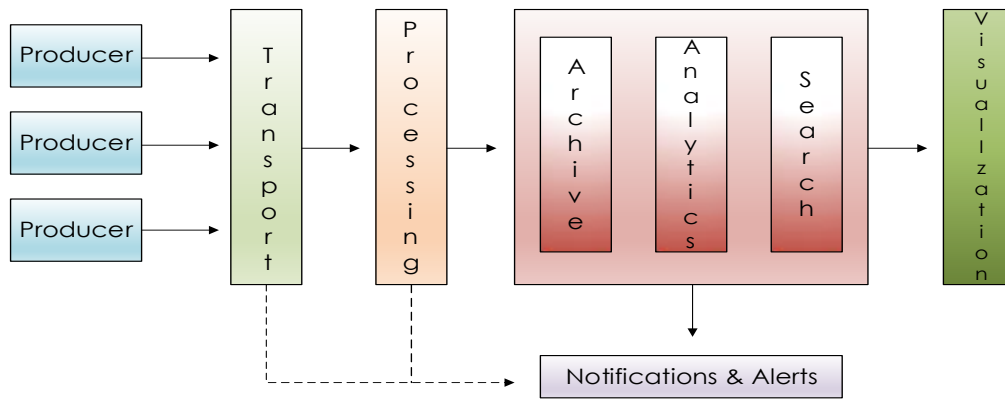 Producer
Producer
Producer
Transport
Processing
Archive
Analytics
Search
Visualization
Notifications & Alerts